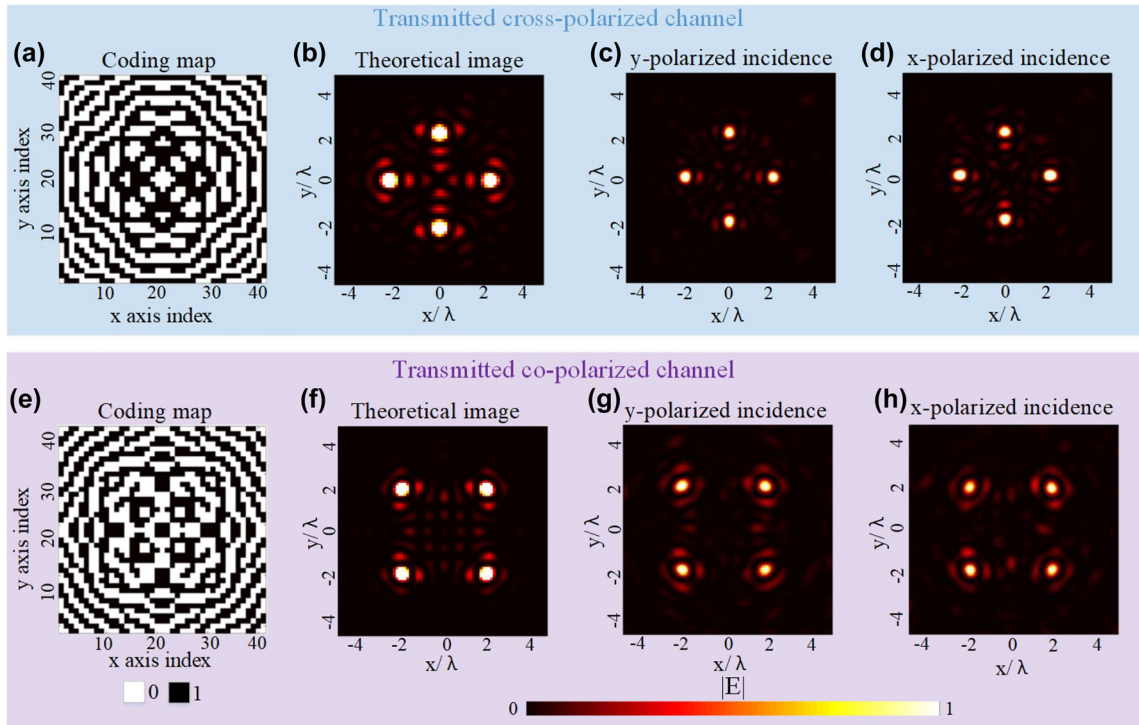 Transmitted cross-polarized channel
(a) (b) (c) (d)
Coding map Theoretical image y-polarized incidence x-polarized incidence
y axis index
40
30
20
10
10 20 30 40
x axis index
y/ λ
4
2
0
-2
-4
-4 -2 0 2 4
x/ λ
y/ λ
4
2
0
-2
-4
-4 -2 0 2 4
x/ λ
y/ λ
4
2
0
-2
-4
-4 -2 0 2 4
x/ λ
Transmitted co-polarized channel
(e) (f) (g) (h)
Coding map Theoretical image y-polarized incidence x-polarized incidence
y axis index
40
30
20
10
10 20 30 40
x axis index
0 1
y/ λ
4
2
0
-2
-4
-4 -2 0 2 4
x/ λ
y/ λ
4
2
0
-2
-4
-4 -2 0 2 4
x/ λ
y/ λ
4
2
0
-2
-4
-4 -2 0 2 4
x/ λ
|E|
0 1